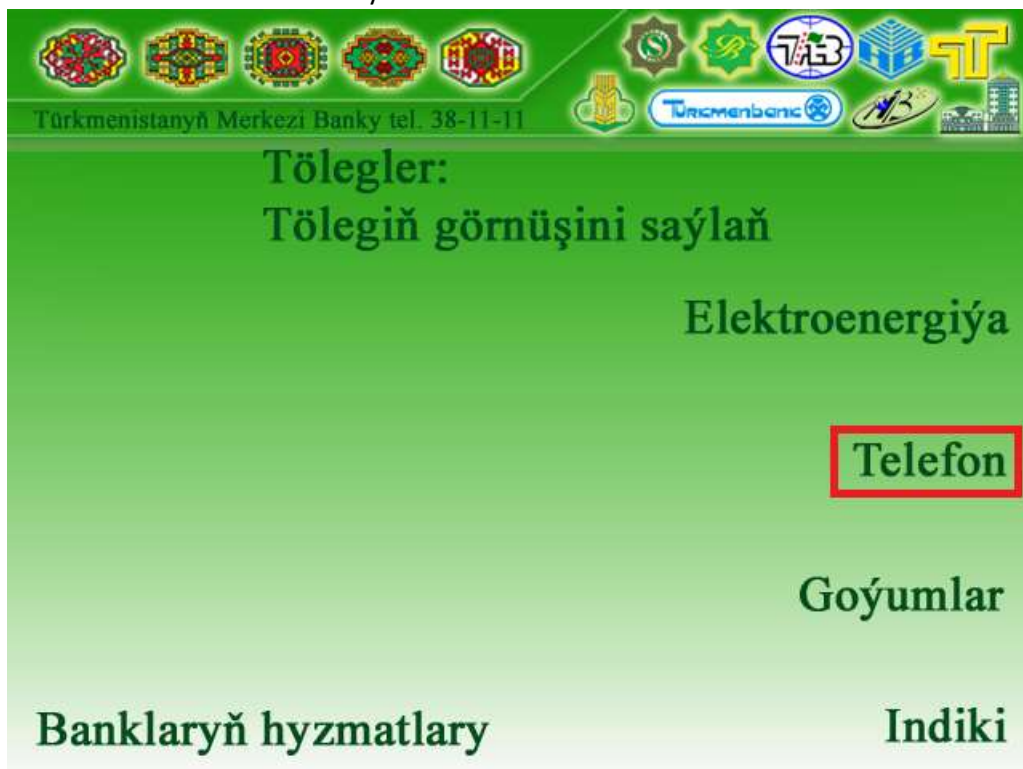 Türkmenistanyň Merkezi Banky tel. 38-11-11
S
TÜRKMENBANK
Tölegler:
Tölegiň görnüşini saýlaň
Elektroenergiýa
Telefon
Goýumlar
Banklaryň hyzmatlary
Indiki